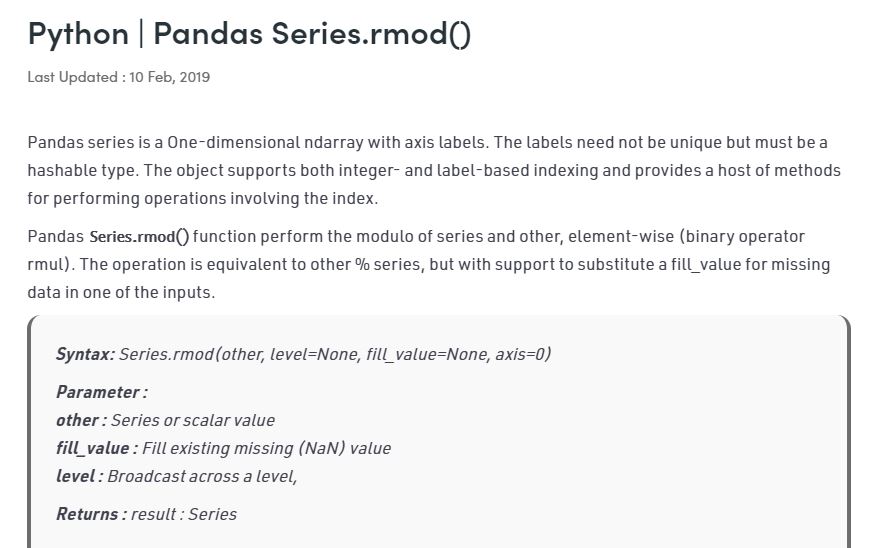 Python | Pandas Series.rmod()
Last Updated : 10 Feb, 2019
Pandas series is a One-dimensional ndarray with axis labels. The labels need not be unique but must be a
hashable type. The object supports both integer- and label-based indexing and provides a host of methods
for performing operations involving the index.
Pandas Series.rmod() function perform the modulo of series and other, element-wise (binary operator
rmul). The operation is equivalent to other % series, but with support to substitute a fill_value for missing
data in one of the inputs.
Syntax: Series.rmod(other, level=None, fill_value=None, axis=0)
Parameter :
other : Series or scalar value
fill_value : Fill existing missing (NaN) value
level : Broadcast across a level,
Returns : result : Series